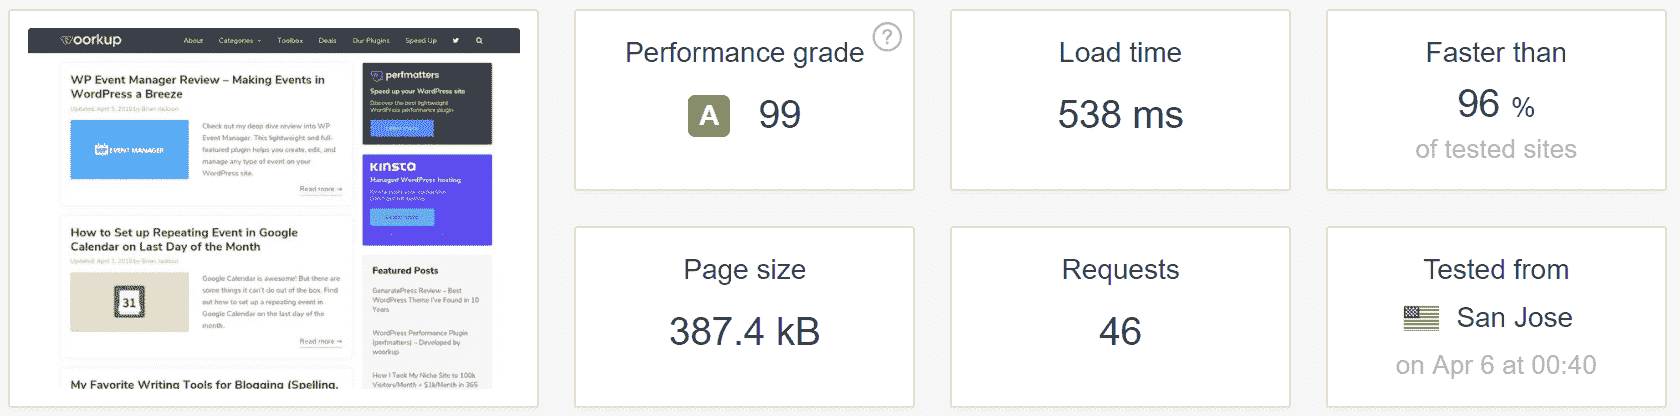 woorkup
About Categories Toolbox Deals Our Plugins Speed Up
WP Event Manager Review – Making Events in
WordPress a Breeze
Updated: April 5, 2018 by Brian Jackson
WP EVENT MANAGER
Check out my deep dive review into WP
Event Manager. This lightweight and full-
featured plugin helps you create, edit, and
manage any type of event on your
WordPress site.
Read more →
How to Set up Repeating Event in Google
Calendar on Last Day of the Month
Updated: April 3, 2018 by Brian Jackson
31
Google Calendar is awesome! But there are
some things it can't do out of the box. Find
out how to set up a repeating event in
Google Calendar on the last day of the
month.
Read more →
My Favorite Writing Tools for Blogging (Spelling,
perfmatters
Speed up your WordPress site
Discover the best lightweight
WordPress performance plugin
Learn more
KINSTA
Managed WordPress hosting
Learn more
Featured Posts
GeneratePress Review – Best
WordPress Theme I've Found in 10
Years
WordPress Performance Plugin
(perfmatters) – Developed by
woorkup
How I Took My Niche Site to 100k
Visitors/Month + $1k/Month in 365
Performance grade ?
A 99
Load time
538 ms
Faster than
96 %
of tested sites
Page size
387.4 kB
Requests
46
Tested from
San Jose
on Apr 6 at 00:40